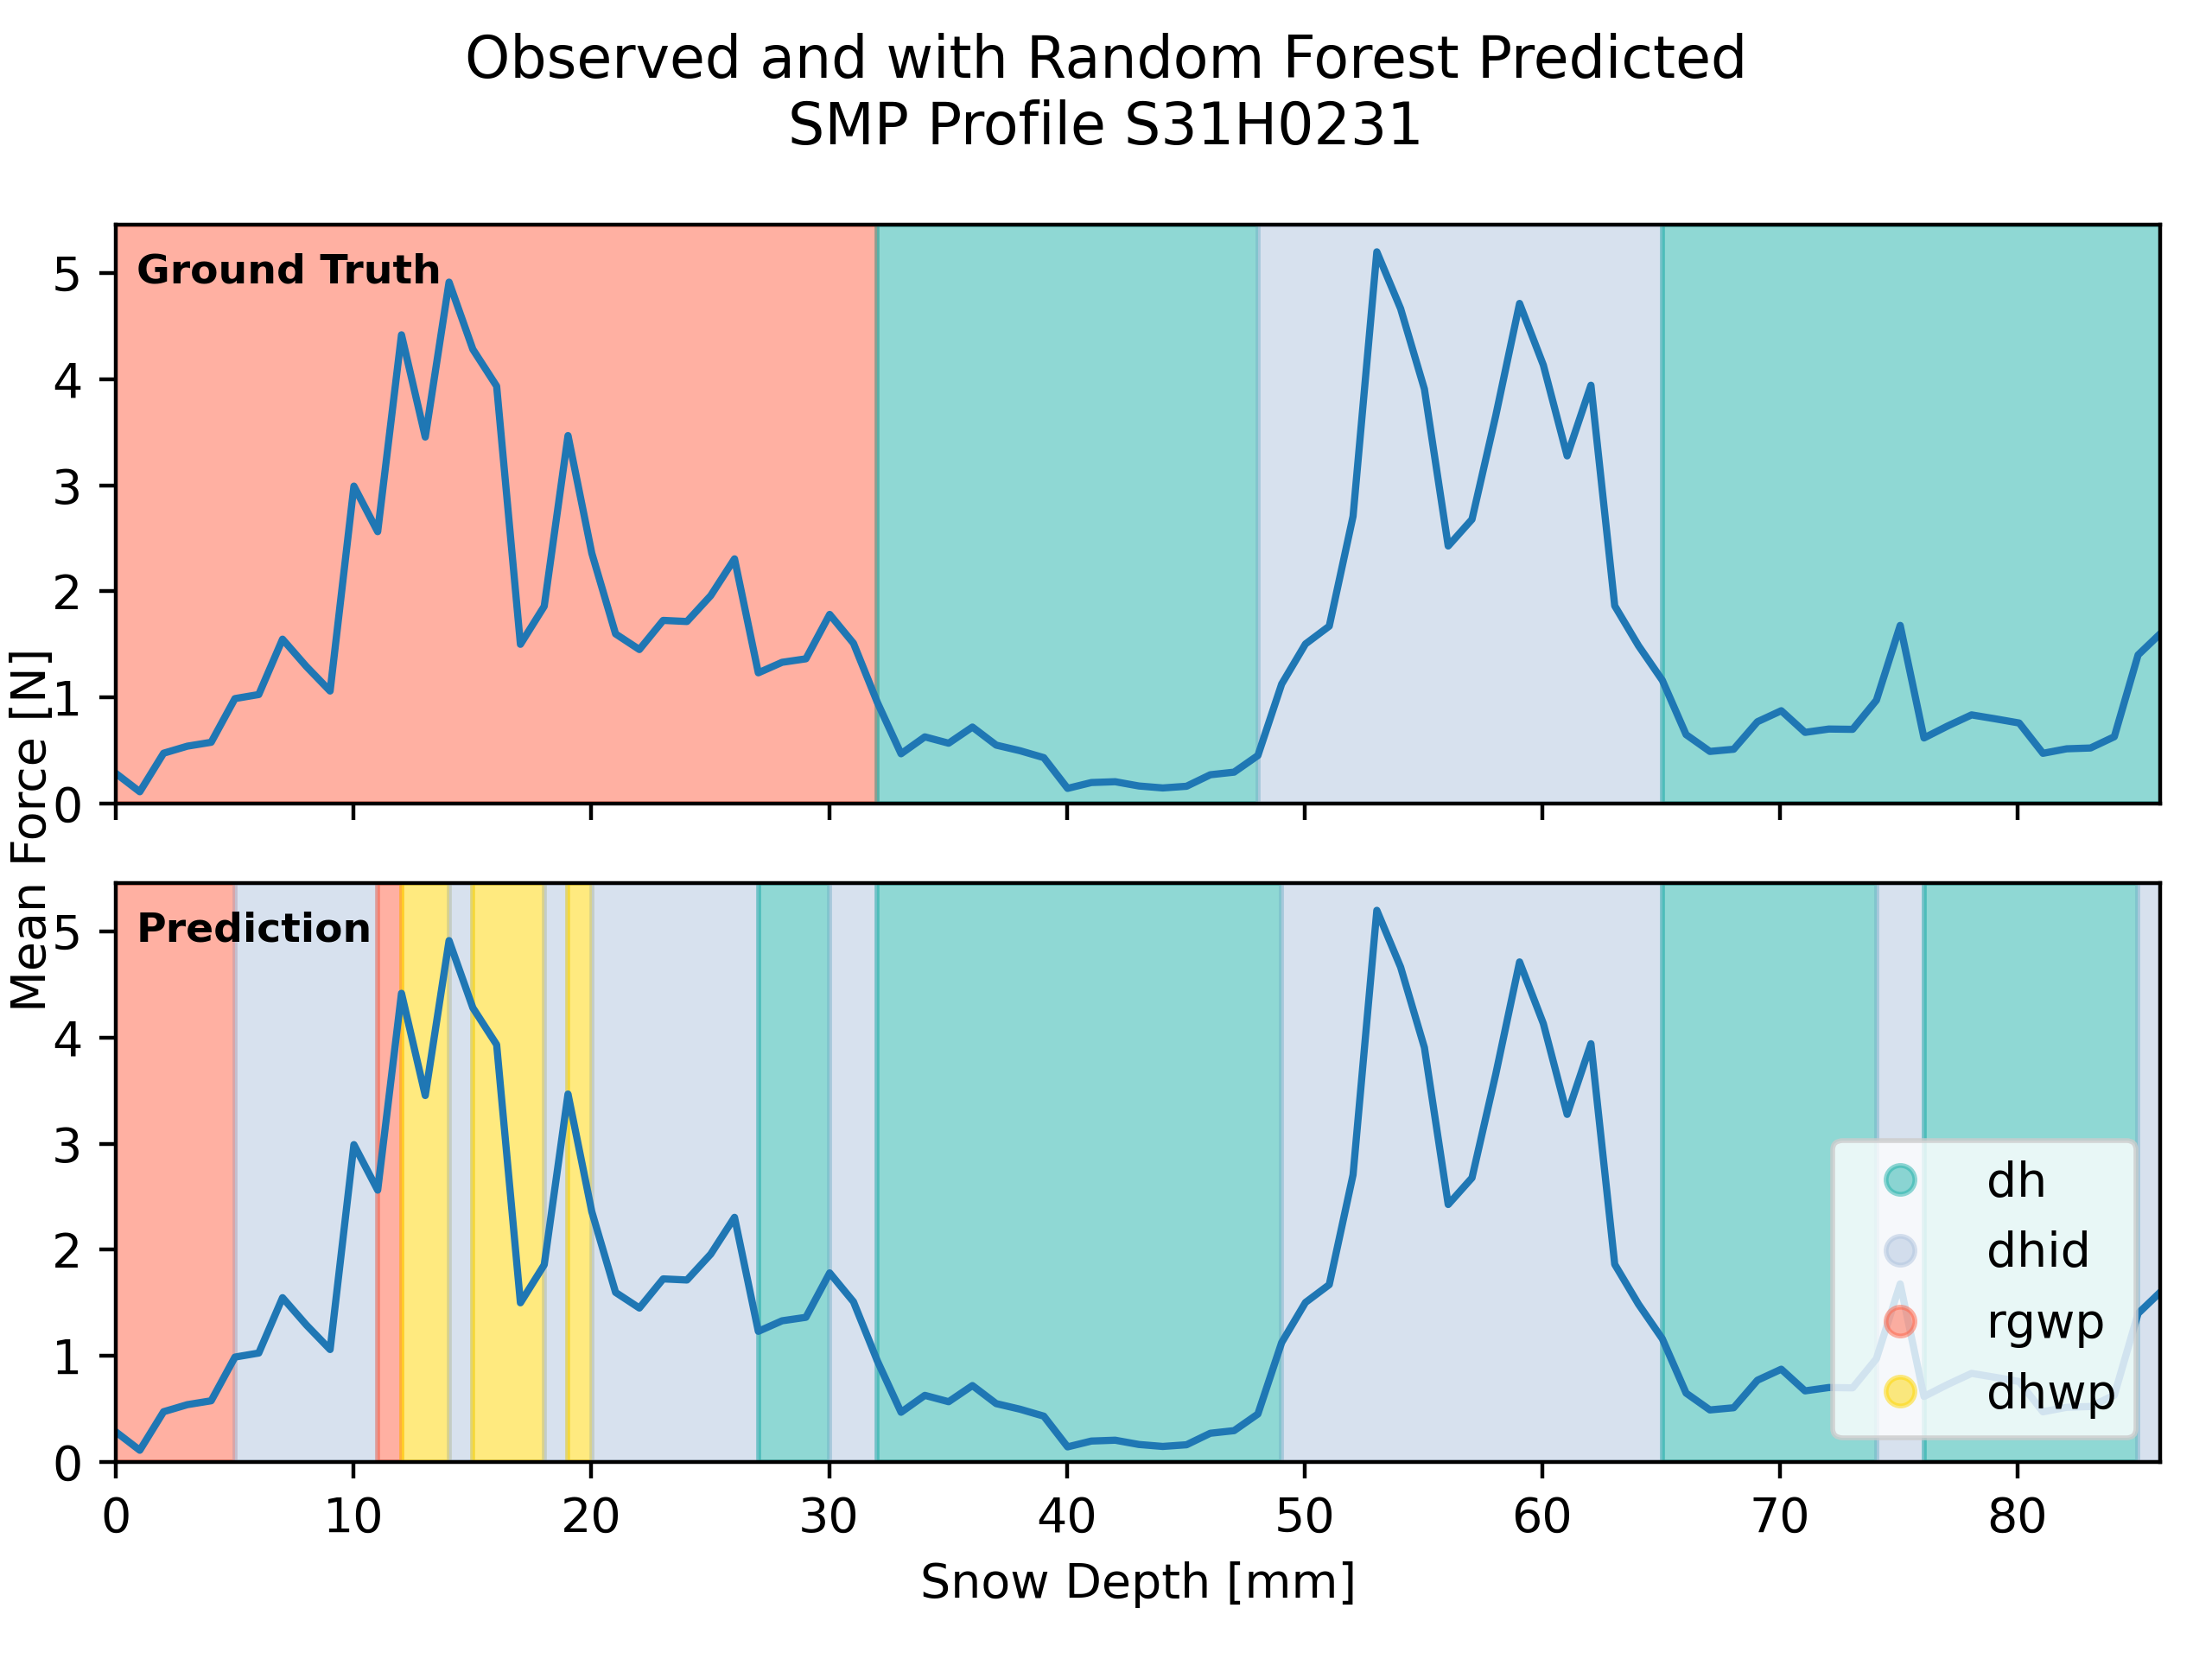 Observed and with Random Forest Predicted
SMP Profile S31H0231
Ground Truth
5
4
3
2
1
0
Mean Force [N]
Prediction
5
4
3
2
1
0
dh
dhid
rgwp
dhwp
0 10 20 30 40 50 60 70 80
Snow Depth [mm]